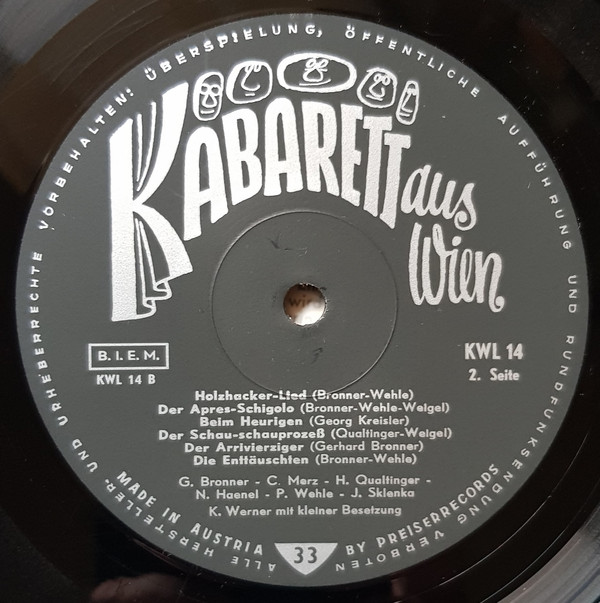 ALLE HERSTELLER- UND URHEBERRECHTE VORBEHALTEN! ÜBERSPIELUNG, ÖFFENTLICHE AUFFÜHRUNG UND RUNDFUNKSENDUNG VERBOTEN
KABARETT aus
Wien
B. I. E. M.
KWL 14 B
KWL 14
2. Seite
Holzhacker-Lied (Bronner-Wehle)
Der Apres-Schigolo (Bronner-Wehle-Weigel)
Beim Heurigen (Georg Kreisler)
Der Schau-schauprozeß (Qualtinger-Weigel)
Der Arrivierziger (Gerhard Bronner)
Die Enttäuschten (Bronner-Wehle)
G. Bronner - C. Merz - H. Qualtinger -
N. Haenel - P. Wehle - J. Sklenka
K. Werner mit kleiner Besetzung
MADE IN AUSTRIA
33
BY PREISERRECORDS